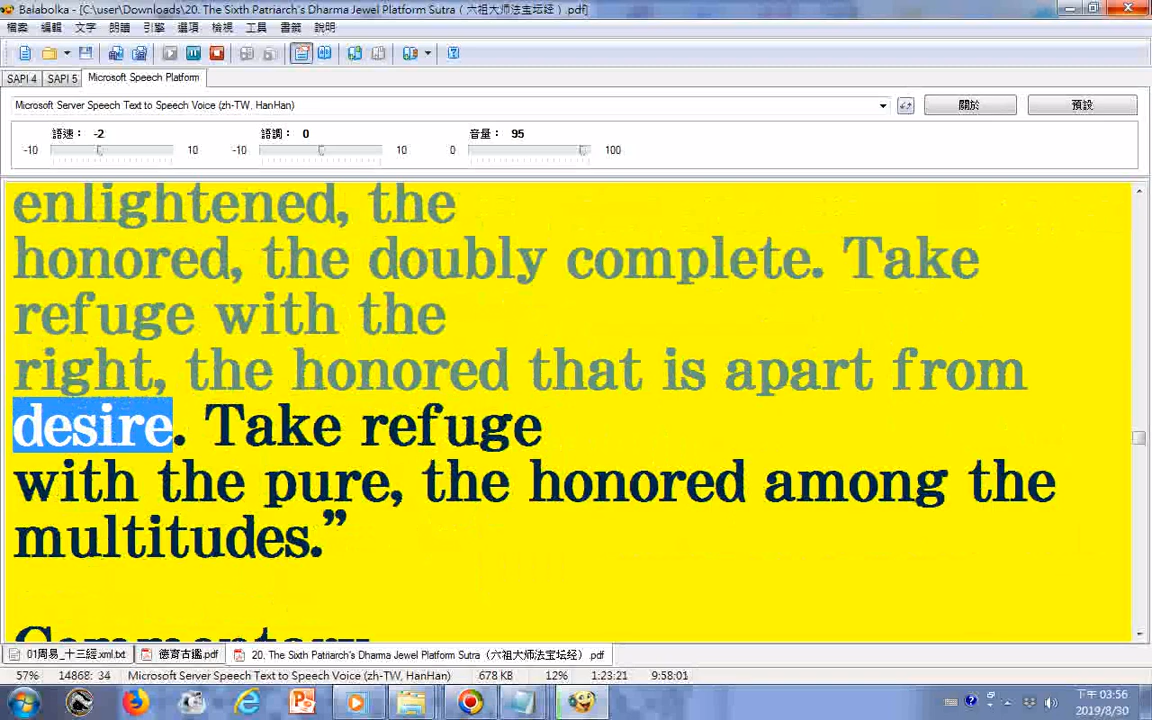 Balabolka - [C:\user\Downloads\20. The Sixth Patriarch's Dharma Jewel Platform Sutra（六祖大师法宝坛经）.pdf]
檔案 編輯 文字 朗讀 引擎 選項 檢視 工具 書籤 說明
SAPI 4 SAPI 5 Microsoft Speech Platform
Microsoft Server Speech Text to Speech Voice (zh-TW, HanHan) 關於 預設
語速： -2 語調： 0 音量： 95
-10 10 -10 10 0 100
enlightened, the
honored, the doubly complete. Take
refuge with the
right, the honored that is apart from
desire. Take refuge
with the pure, the honored among the
multitudes.”
Commentary
01周易_十三經.xml.txt 德育古鑑.pdf 20. The Sixth Patriarch's Dharma Jewel Platform Sutra（六祖大师法宝坛经）.pdf
57% 14868: 34 Microsoft Server Speech Text to Speech Voice (zh-TW, HanHan) 678 KB 12% 1:23:21 9:58:01
下午 03:56
2019/8/30